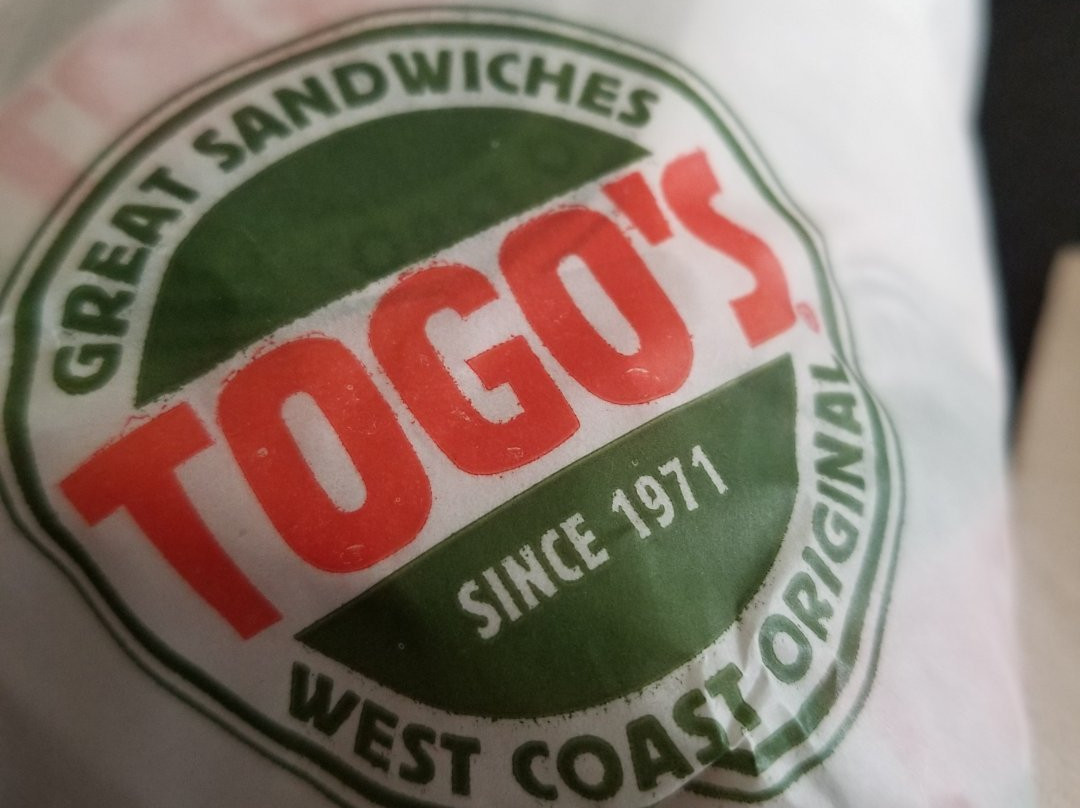 GREAT SANDWICHES
TOGO'S®
SINCE 1971
WEST COAST ORIGINAL